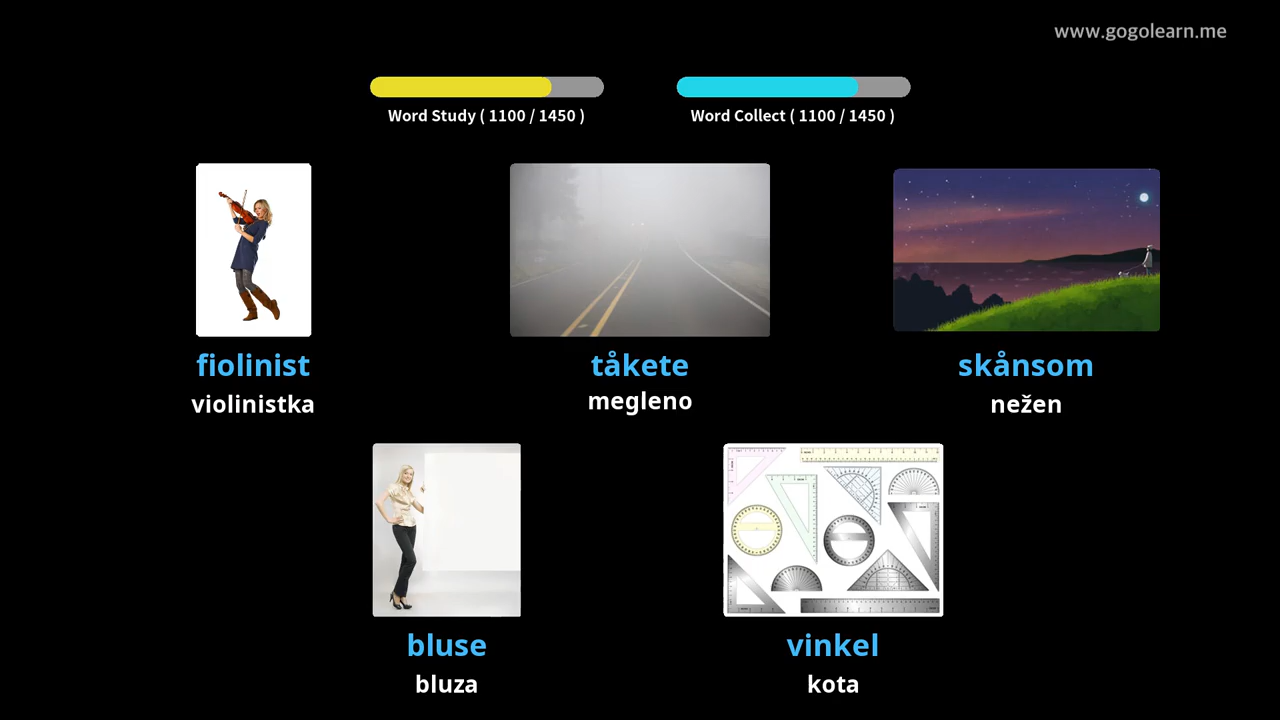 www.gogolearn.me
Word Study ( 1100 / 1450 )
Word Collect ( 1100 / 1450 )
fiolinist
violinistka
tåkete
megleno
skånsom
nežen
bluse
bluza
vinkel
kota